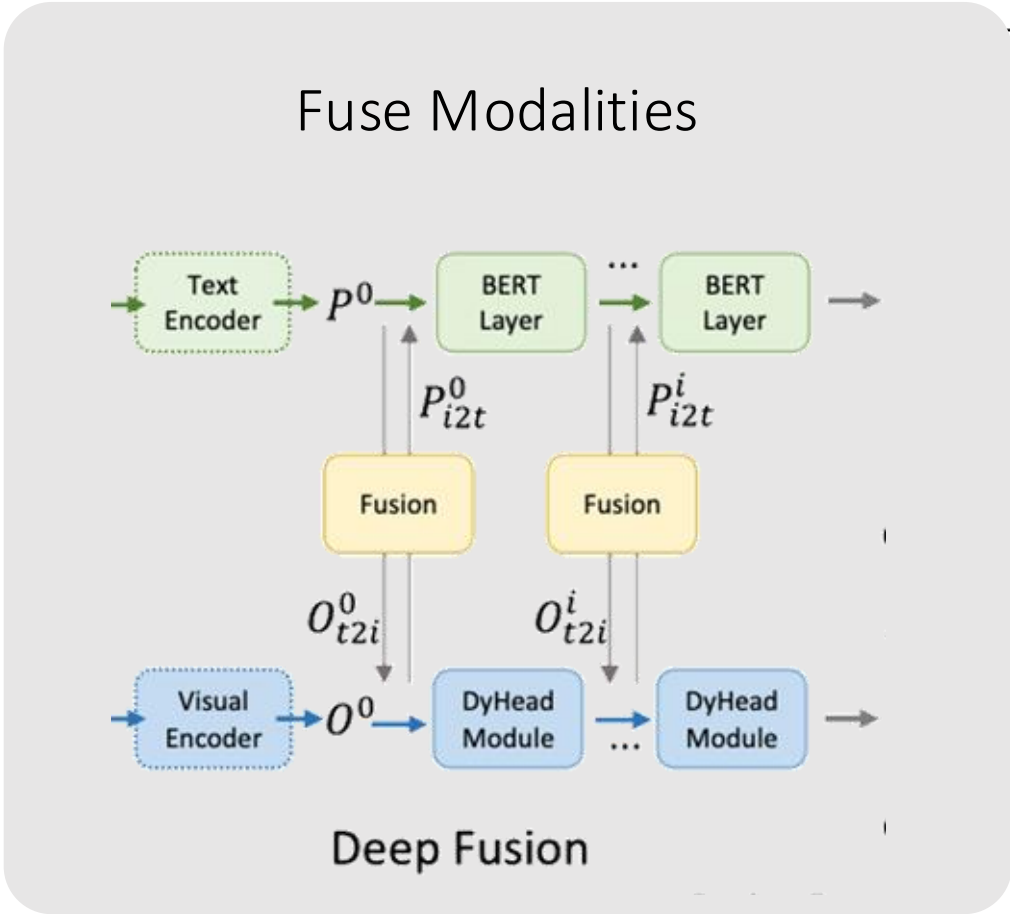 Fuse Modalities
Text
Encoder
P⁰
BERT
Layer
...
BERT
Layer
P⁰ᵢ₂ₜ
Pⁱᵢ₂ₜ
Fusion
Fusion
O⁰ₜ₂ᵢ
Oⁱₜ₂ᵢ
Visual
Encoder
O⁰
DyHead
Module
...
DyHead
Module
Deep Fusion